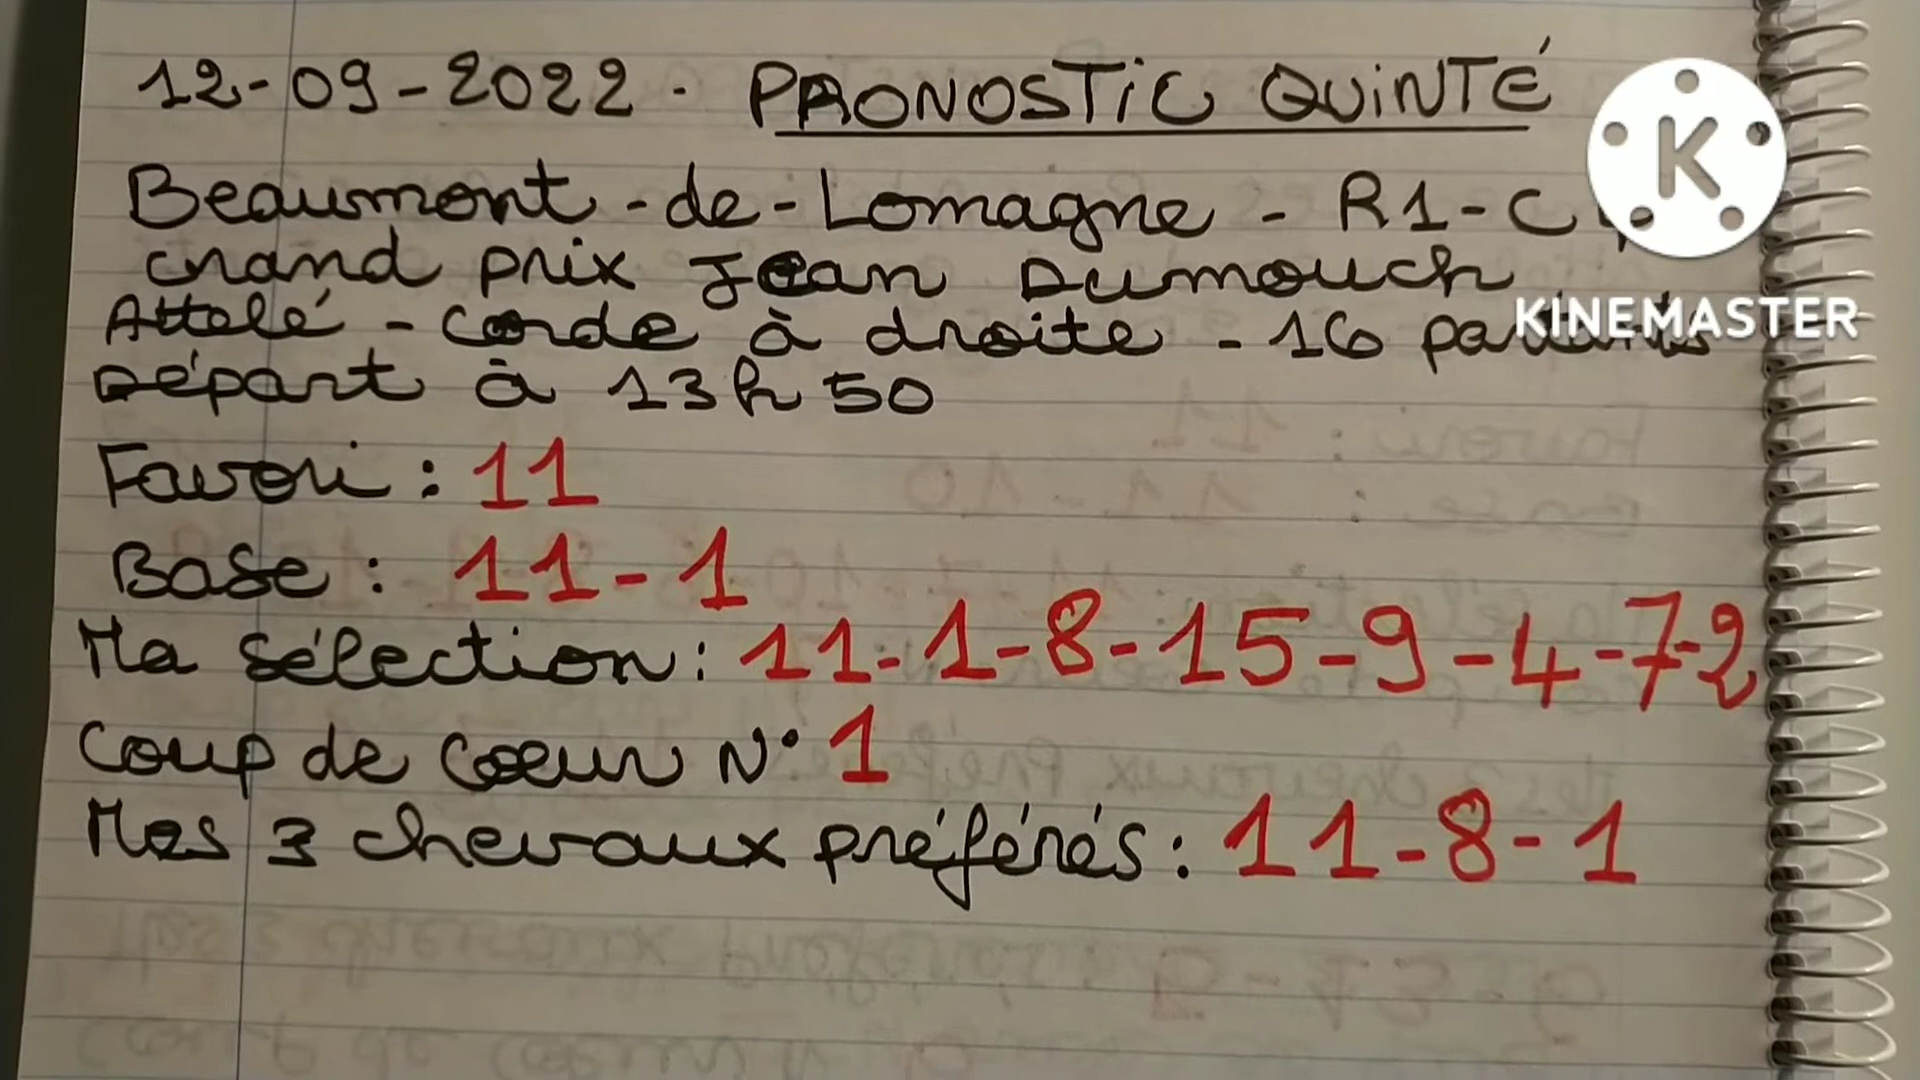 12-09-2022. PRONOSTIC QUINTÉ
Beaumont-de-Lomagne - R1-C
Grand prix Jean Dumouch
Attelé - Corde à droite - 16 partants
Départ à 13h50
Favori : 11
Base : 11-1
Ma sélection : 11-1-8-15-9-4-7-2
Coup de Cœur N° 1
Mes 3 chevaux préférés : 11-8-1
K
KINEMASTER